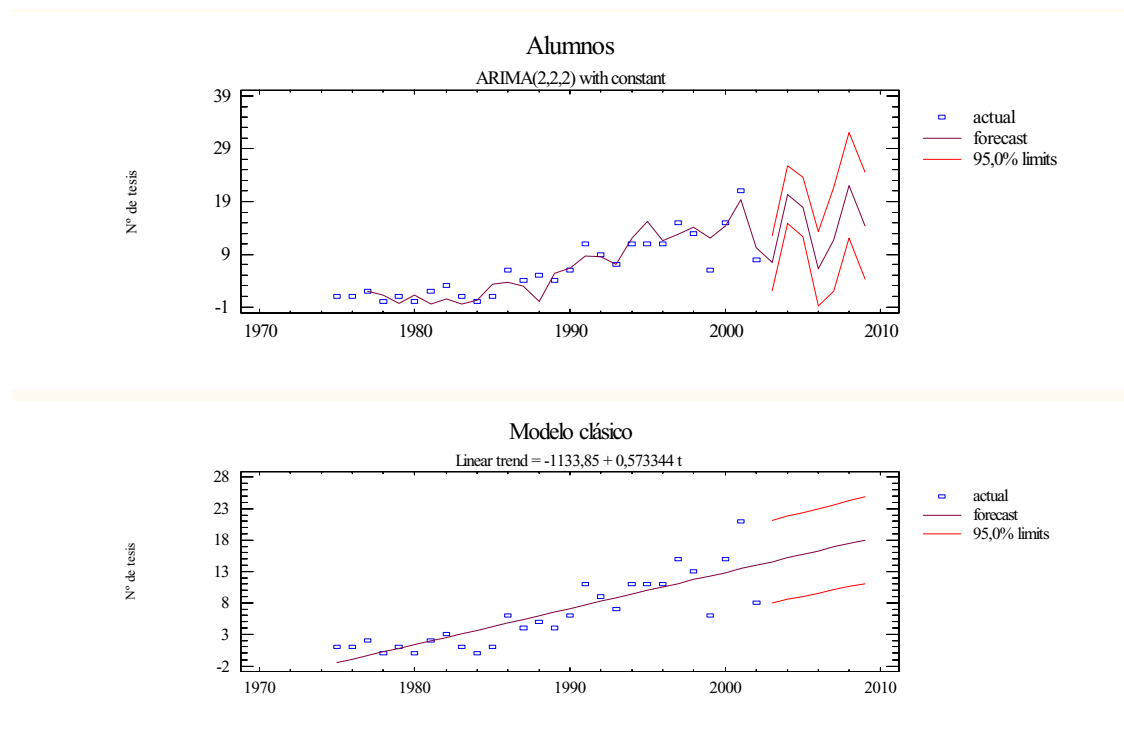 Alumnos
ARIMA(2,2,2) with constant
Nº de tesis
39
29
19
9
-1
1970 1980 1990 2000 2010
actual
forecast
95,0% limits
Modelo clásico
Linear trend = -1133,85 + 0,573344 t
Nº de tesis
28
23
18
13
8
3
-2
1970 1980 1990 2000 2010
actual
forecast
95,0% limits